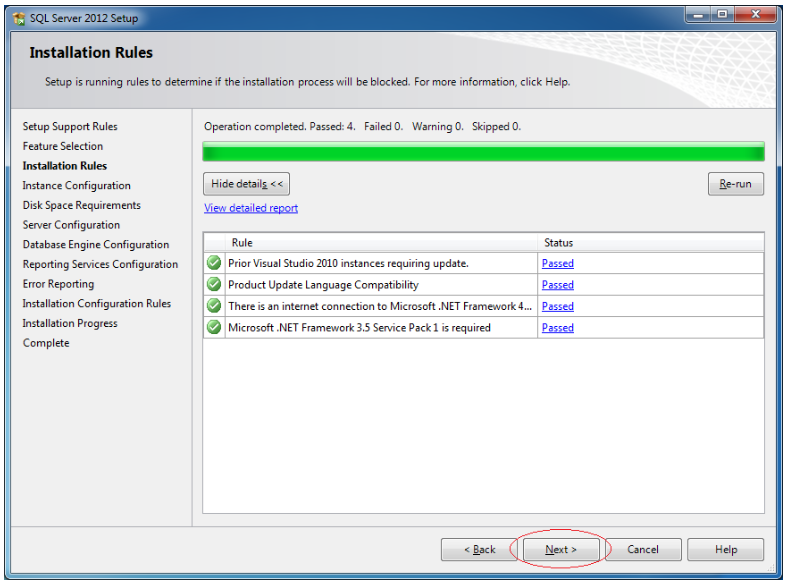 SQL Server 2012 Setup
Installation Rules
Setup is running rules to determine if the installation process will be blocked. For more information, click Help.
Setup Support Rules
Feature Selection
Installation Rules
Instance Configuration
Disk Space Requirements
Server Configuration
Database Engine Configuration
Reporting Services Configuration
Error Reporting
Installation Configuration Rules
Installation Progress
Complete
Operation completed. Passed: 4. Failed 0. Warning 0. Skipped 0.
Hide details << Re-run
View detailed report
Rule Status
Prior Visual Studio 2010 instances requiring update. Passed
Product Update Language Compatibility Passed
There is an internet connection to Microsoft .NET Framework 4... Passed
Microsoft .NET Framework 3.5 Service Pack 1 is required Passed
< Back Next > Cancel Help